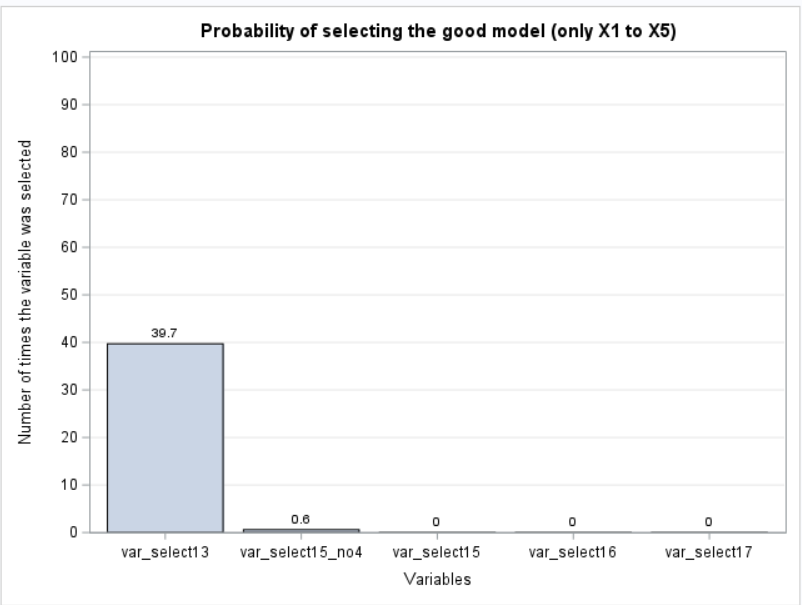 Probability of selecting the good model (only X1 to X5)
Number of times the variable was selected
100
90
80
70
60
50
40
30
20
10
0
39.7
0.6
0
0
0
var_select13
var_select15_no4
var_select15
var_select16
var_select17
Variables